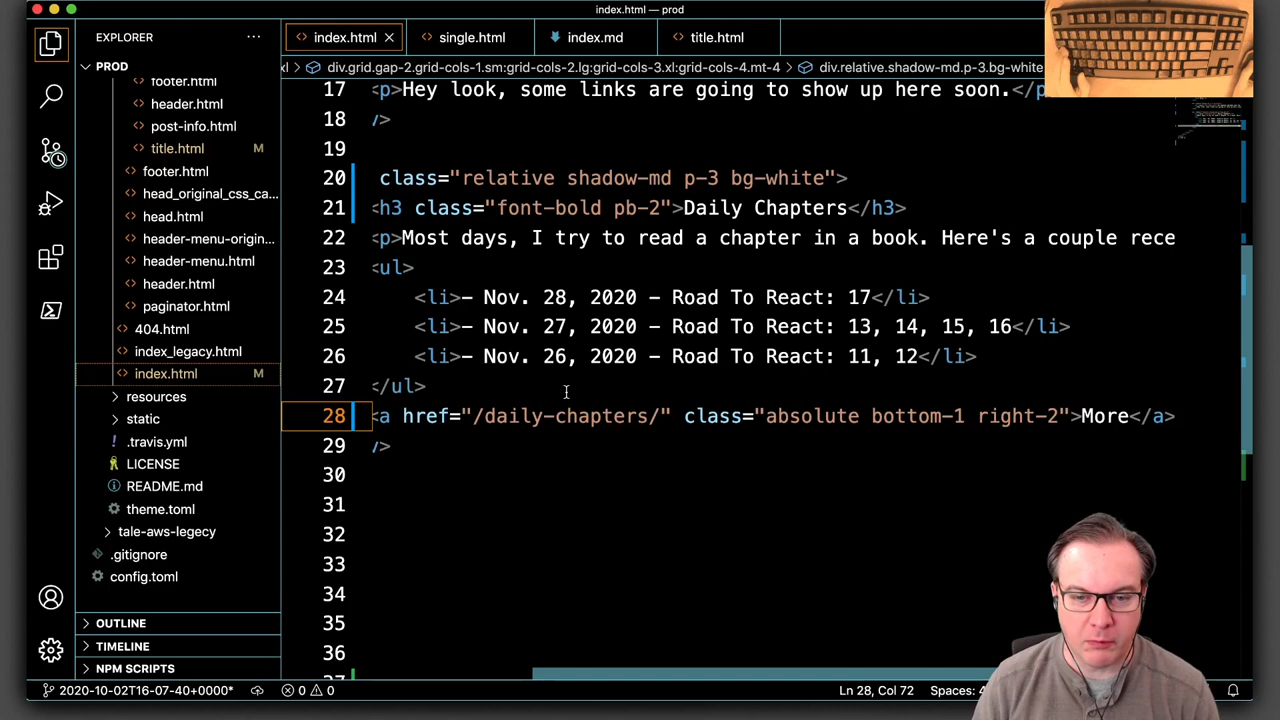 index.html — prod
EXPLORER ···
PROD
footer.html
header.html
post-info.html
title.html M
footer.html
head_original_css_ca...
head.html
header-menu-origin...
header-menu.html
header.html
paginator.html
404.html
index_legacy.html
index.html M
resources
static
.travis.yml
LICENSE
README.md
theme.toml
tale-aws-legacy
.gitignore
config.toml
OUTLINE
TIMELINE
NPM SCRIPTS
index.html
single.html
index.md
title.html
div.grid.gap-2.grid-cols-1.sm:grid-cols-2.lg:grid-cols-3.xl:grid-cols-4.mt-4 > div.relative.shadow-md.p-3.bg-white
17 <p>Hey look, some links are going to show up here soon.</p
18 />
19
20 class="relative shadow-md p-3 bg-white">
21 <h3 class="font-bold pb-2">Daily Chapters</h3>
22 <p>Most days, I try to read a chapter in a book. Here's a couple rece
23 <ul>
24 <li>- Nov. 28, 2020 - Road To React: 17</li>
25 <li>- Nov. 27, 2020 - Road To React: 13, 14, 15, 16</li>
26 <li>- Nov. 26, 2020 - Road To React: 11, 12</li>
27 </ul>
28 <a href="/daily-chapters/" class="absolute bottom-1 right-2">More</a>
29 />
30
31
32
33
34
35
36
2020-10-02T16-07-40+0000* 0 0
Ln 28, Col 72 Spaces: